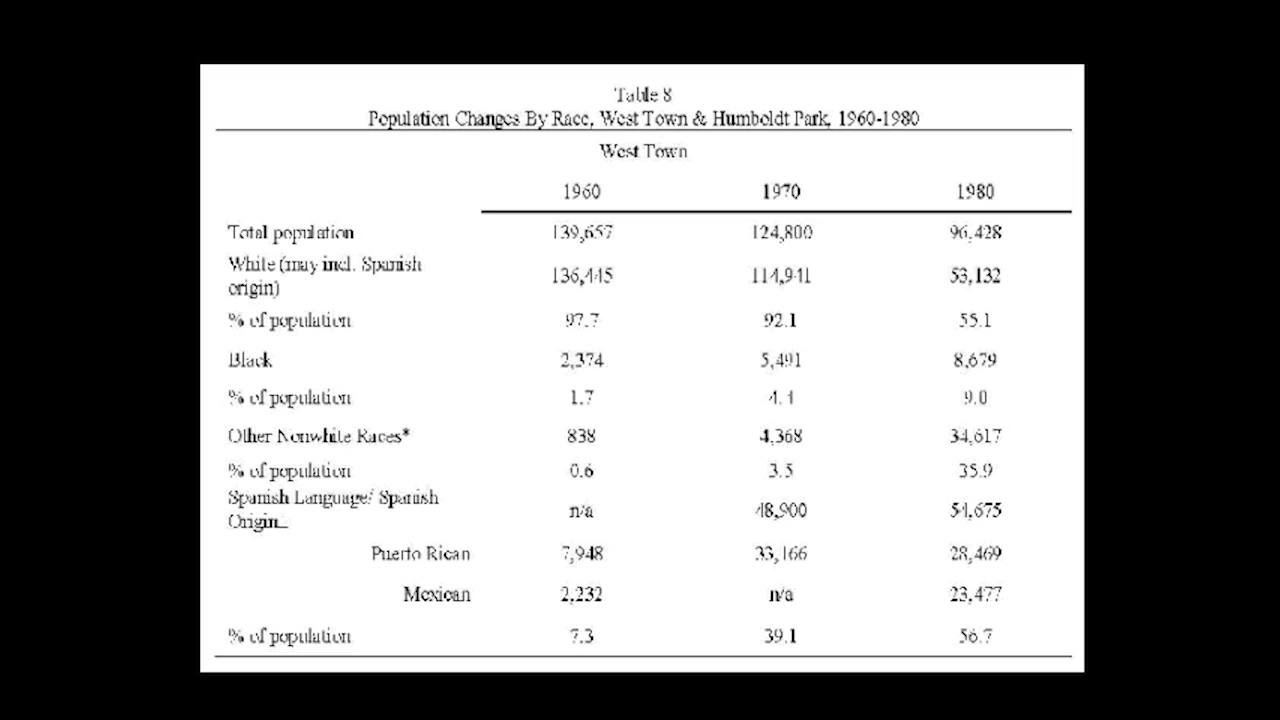 Table 8
Population Changes By Race, West Town & Humboldt Park, 1960-1980
West Town
1960 1970 1980
Total population 139,657 124,800 96,428
White (may incl. Spanish
origin) 136,445 114,941 53,132
% of population 97.7 92.1 55.1
Black 2,374 5,491 8,679
% of population 1.7 4.4 9.0
Other Nonwhite Races* 838 4,368 34,617
% of population 0.6 3.5 35.9
Spanish Language/ Spanish
Origin_ n/a 48,900 54,675
Puerto Rican 7,948 33,166 28,469
Mexican 2,232 n/a 23,477
% of population 7.3 39.1 56.7